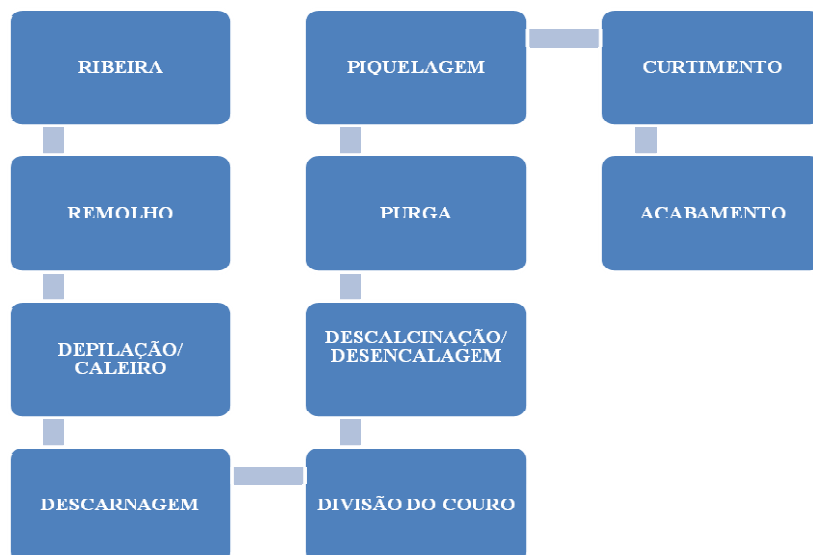 RIBEIRA
REMOLHO
DEPILAÇÃO/
CALEIRO
DESCARNAGEM
DIVISÃO DO COURO
DESCALCINAÇÃO/
DESENCALAGEM
PURGA
PIQUELAGEM
CURTIMENTO
ACABAMENTO